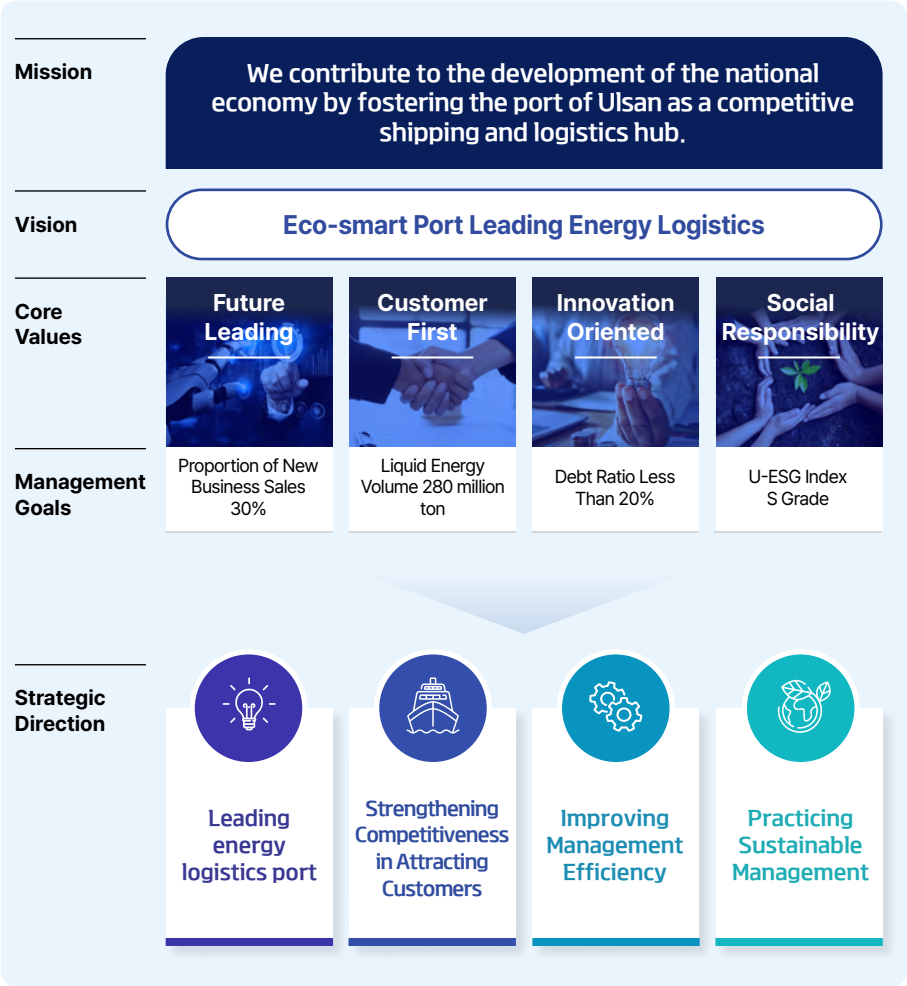 Mission
We contribute to the development of the national
economy by fostering the port of Ulsan as a competitive
shipping and logistics hub.
Vision
Eco-smart Port Leading Energy Logistics
Core
Values
Future
Leading
Customer
First
Innovation
Oriented
Social
Responsibility
Management
Goals
Proportion of New
Business Sales
30%
Liquid Energy
Volume 280 million
ton
Debt Ratio Less
Than 20%
U-ESG Index
S Grade
Strategic
Direction
Leading
energy
logistics port
Strengthening
Competitiveness
in Attracting
Customers
Improving
Management
Efficiency
Practicing
Sustainable
Management